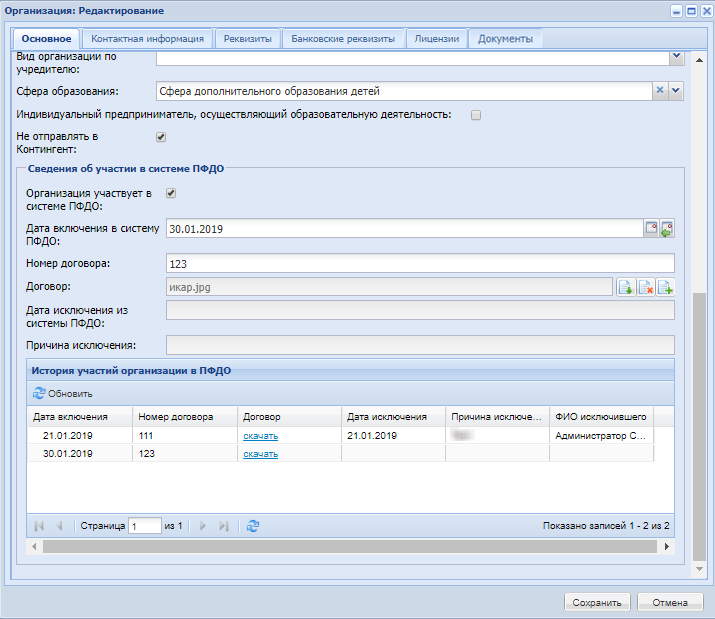 Организация: Редактирование
Основное Контактная информация Реквизиты Банковские реквизиты Лицензии Документы
Вид организации по
учредителю:
Сфера образования: Сфера дополнительного образования детей
Индивидуальный предприниматель, осуществляющий образовательную деятельность:
Не отправлять в
Контингент:
Сведения об участии в системе ПФДО
Организация участвует в
системе ПФДО:
Дата включения в систему
ПФДО: 30.01.2019
Номер договора: 123
Договор: икар.jpg
Дата исключения из
системы ПФДО:
Причина исключения:
История участий организации в ПФДО
Обновить
Дата включения Номер договора Договор Дата исключения Причина исключе... ФИО исключившего
21.01.2019 111 скачать 21.01.2019 Администратор С...
30.01.2019 123 скачать
Страница 1 из 1 Показано записей 1 - 2 из 2
Сохранить Отмена